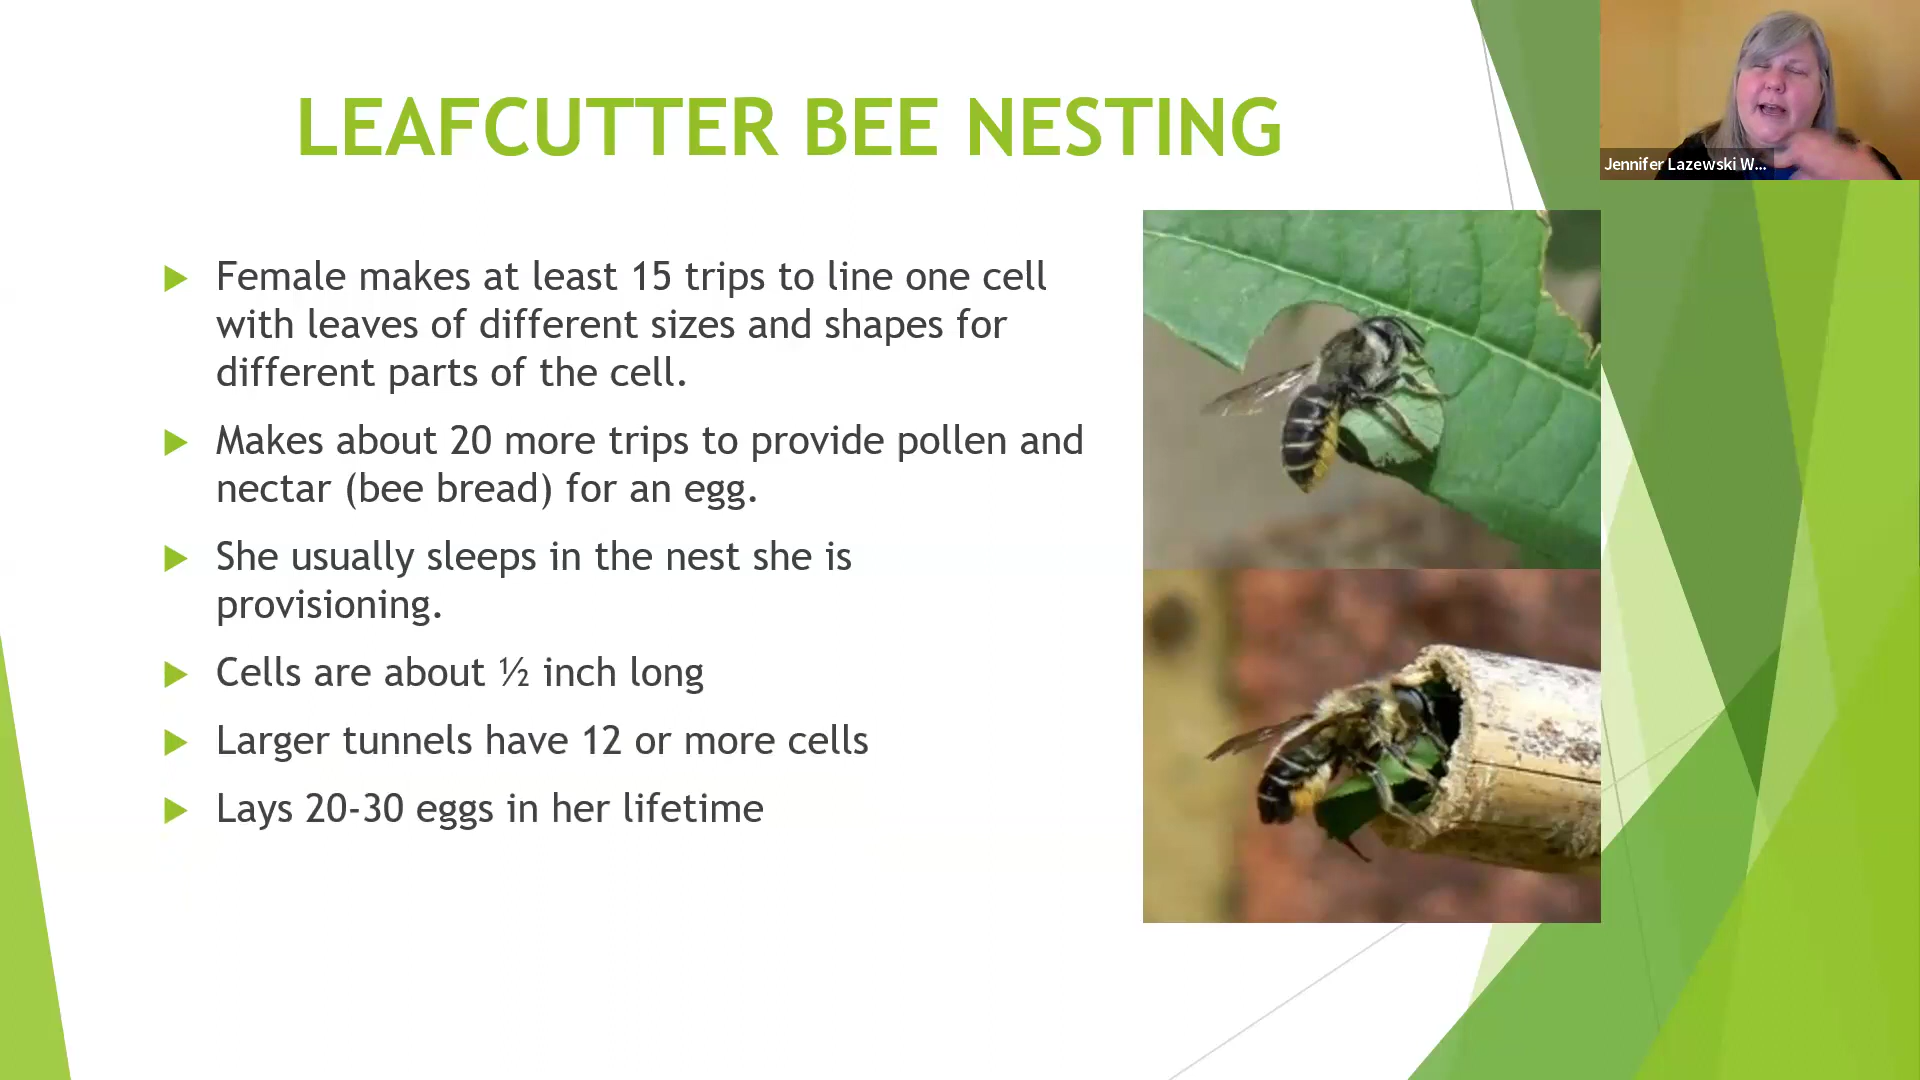 LEAFCUTTER BEE NESTING
Jennifer Lazewski W...
Female makes at least 15 trips to line one cell
with leaves of different sizes and shapes for
different parts of the cell.
Makes about 20 more trips to provide pollen and
nectar (bee bread) for an egg.
She usually sleeps in the nest she is
provisioning.
Cells are about ½ inch long
Larger tunnels have 12 or more cells
Lays 20-30 eggs in her lifetime